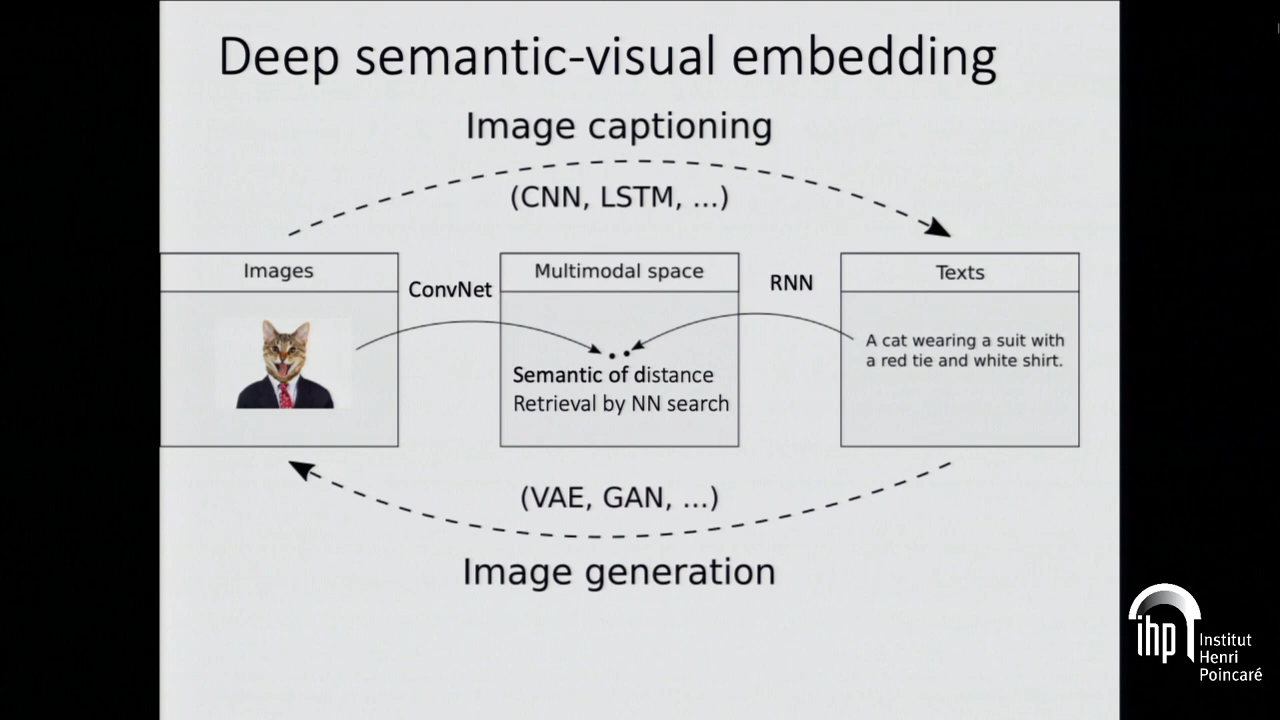 Deep semantic-visual embedding
Image captioning
(CNN, LSTM, ...)
Images
ConvNet
Multimodal space
RNN
Texts
A cat wearing a suit with
a red tie and white shirt.
Semantic of distance
Retrieval by NN search
(VAE, GAN, ...)
Image generation
ihp Institut
Henri
Poincaré